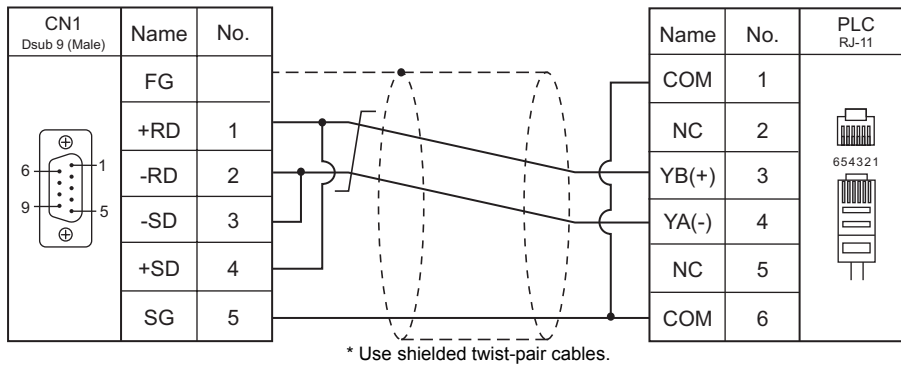 CN1
Dsub 9 (Male)
Name No.
FG
+RD 1
-RD 2
-SD 3
+SD 4
SG 5
6
1
9
5
Name No.
COM 1
NC 2
YB(+) 3
YA(-) 4
NC 5
COM 6
PLC
RJ-11
654321
* Use shielded twist-pair cables.